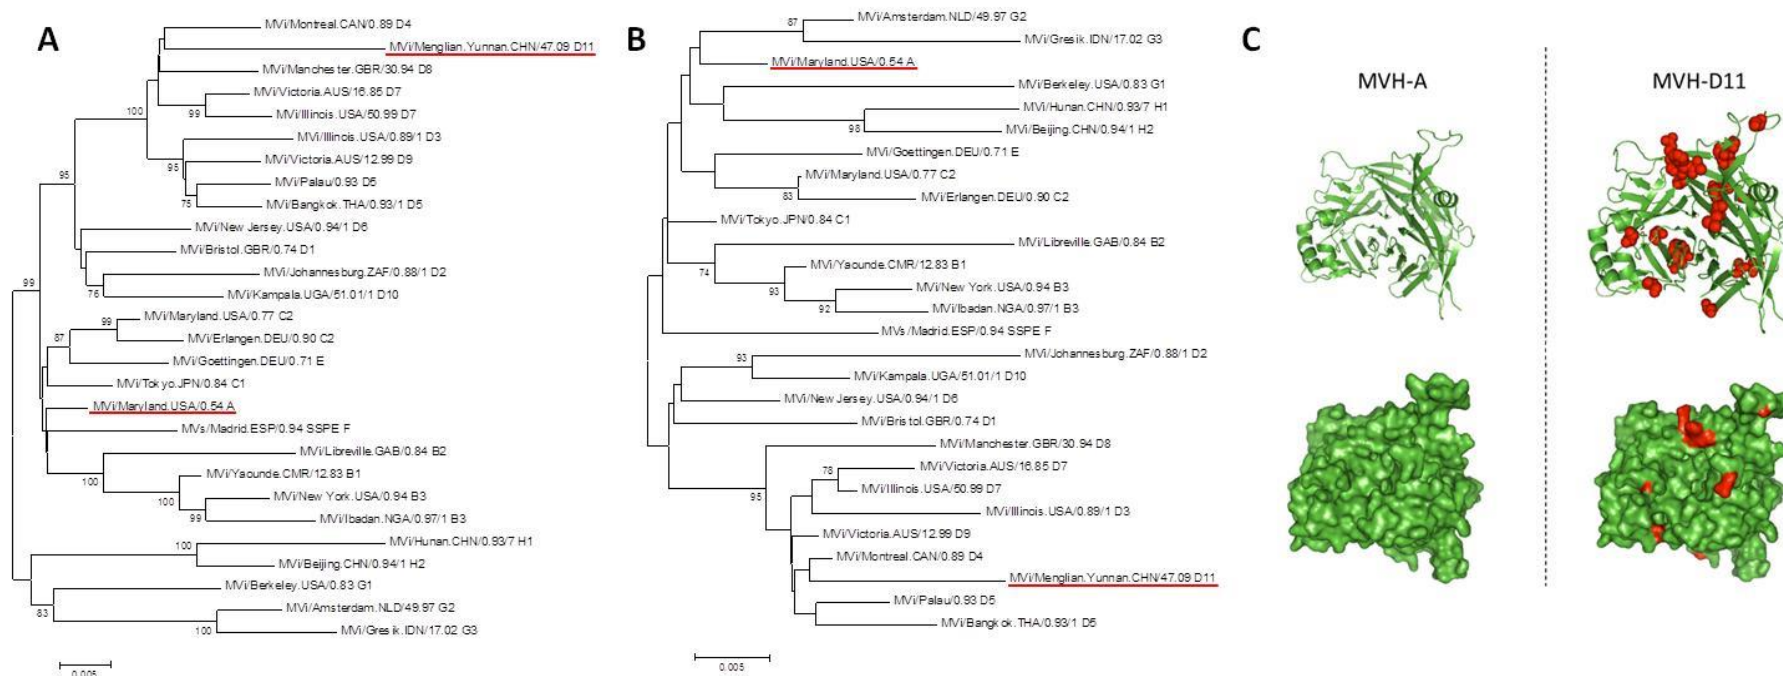 A
MVi/Montreal.CAN/0.89 D4
MVi/Menglian.Yunnan.CHN/47.09 D11
MVi/Manchester.GBR/30.94 D8
MVi/Victoria.AUS/16.85 D7
100
99
MVi/Illinois.USA/50.99 D7
MVi/Illinois.USA/0.89/1 D3
95
MVi/Victoria.AUS/12.99 D9
95
MVi/Palau/0.93 D5
75
MVi/Bangkok.THA/0.93/1 D5
MVi/New Jersey.USA/0.94/1 D6
MVi/Bristol.GBR/0.74 D1
99
MVi/Johannesburg.ZAF/0.88/1 D2
76
MVi/Kampala.UGA/51.01/1 D10
MVi/Maryland.USA/0.77 C2
99
87
MVi/Erlangen.DEU/0.90 C2
MVi/Goettingen.DEU/0.71 E
MVi/Tokyo.JPN/0.84 C1
MVi/Maryland.USA/0.54 A
MVs/Madrid.ESP/0.94 SSPE F
MVi/Libreville.GAB/0.84 B2
100
MVi/Yaounde.CMR/12.83 B1
100
MVi/New York.USA/0.94 B3
99
MVi/Ibadan.NGA/0.97/1 B3
MVi/Hunan.CHN/0.93/7 H1
100
MVi/Beijing.CHN/0.94/1 H2
MVi/Berkeley.USA/0.83 G1
83
MVi/Amsterdam.NLD/49.97 G2
100
MVi/Gresik.IDN/17.02 G3
0.005
B
MVi/Amsterdam.NLD/49.97 G2
87
MVi/Gresik.IDN/17.02 G3
MVi/Maryland.USA/0.54 A
MVi/Berkeley.USA/0.83 G1
MVi/Hunan.CHN/0.93/7 H1
98
MVi/Beijing.CHN/0.94/1 H2
MVi/Goettingen.DEU/0.71 E
MVi/Maryland.USA/0.77 C2
83
MVi/Erlangen.DEU/0.90 C2
MVi/Tokyo.JPN/0.84 C1
MVi/Libreville.GAB/0.84 B2
74
MVi/Yaounde.CMR/12.83 B1
93
MVi/New York.USA/0.94 B3
92
MVi/Ibadan.NGA/0.97/1 B3
MVs/Madrid.ESP/0.94 SSPE F
93
MVi/Johannesburg.ZAF/0.88/1 D2
MVi/Kampala.UGA/51.01/1 D10
MVi/New Jersey.USA/0.94/1 D6
MVi/Bristol.GBR/0.74 D1
MVi/Manchester.GBR/30.94 D8
78
MVi/Victoria.AUS/16.85 D7
95
MVi/Illinois.USA/50.99 D7
MVi/Illinois.USA/0.89/1 D3
MVi/Victoria.AUS/12.99 D9
MVi/Montreal.CAN/0.89 D4
MVi/Menglian.Yunnan.CHN/47.09 D11
MVi/Palau/0.93 D5
MVi/Bangkok.THA/0.93/1 D5
0.005
C
MVH-A
MVH-D11